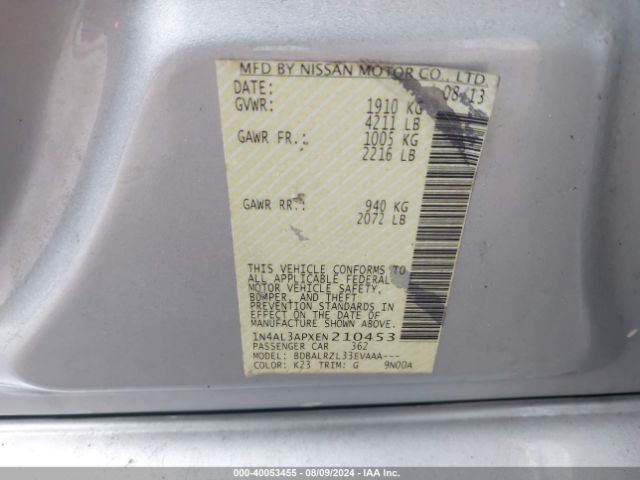 MFD BY NISSAN MOTOR CO., LTD.
DATE: 08/13
GVWR: 1910 KG
4211 LB
GAWR FR.: 1005 KG
2216 LB
GAWR RR.: 940 KG
2072 LB
THIS VEHICLE CONFORMS TO
ALL APPLICABLE FEDERAL
MOTOR VEHICLE SAFETY,
BUMPER, AND THEFT
PREVENTION STANDARDS IN
EFFECT ON THE DATE OF
MANUFACTURE SHOWN ABOVE.
1N4AL3APXEN210453
PASSENGER CAR 362
MODEL: BDBALRZL33EVAAA---
COLOR: K23 TRIM: G 9N00A
000-40053455 - 08/09/2024 - IAA Inc.